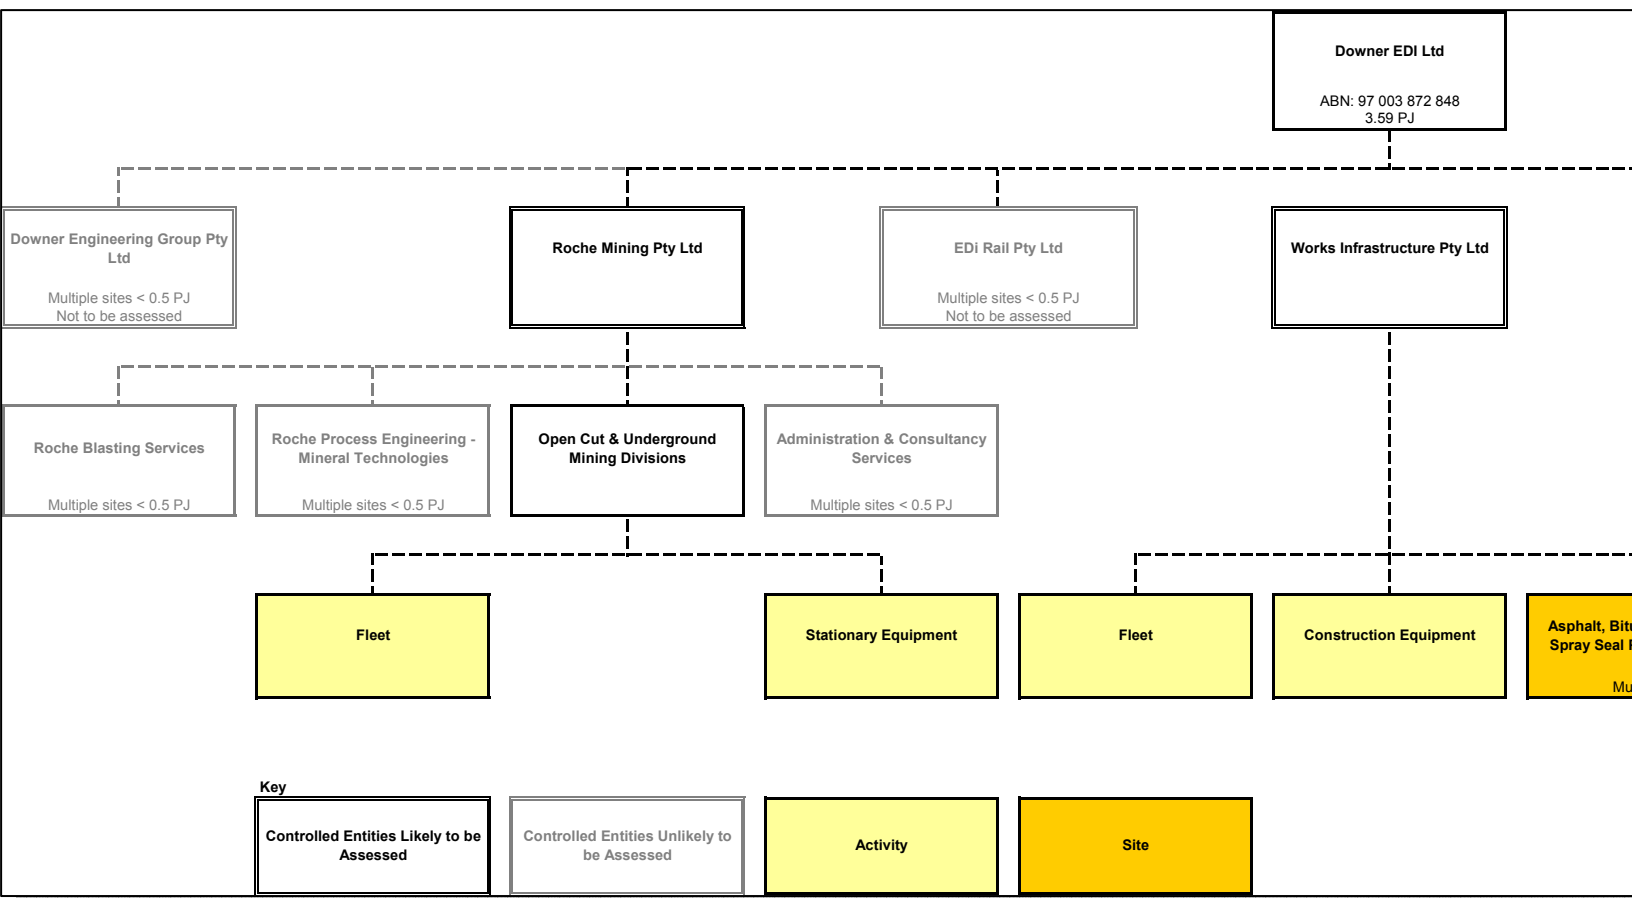 Downer EDI Ltd
ABN: 97 003 872 848
3.59 PJ
Downer Engineering Group Pty
Ltd
Multiple sites < 0.5 PJ
Not to be assessed
Roche Mining Pty Ltd
EDi Rail Pty Ltd
Multiple sites < 0.5 PJ
Not to be assessed
Works Infrastructure Pty Ltd
Roche Blasting Services
Multiple sites < 0.5 PJ
Roche Process Engineering -
Mineral Technologies
Multiple sites < 0.5 PJ
Open Cut & Underground
Mining Divisions
Administration & Consultancy
Services
Multiple sites < 0.5 PJ
Fleet
Stationary Equipment
Fleet
Construction Equipment
Asphalt,
Spray Seal
Key
Controlled Entities Likely to be
Assessed
Controlled Entities Unlikely to
be Assessed
Activity
Site